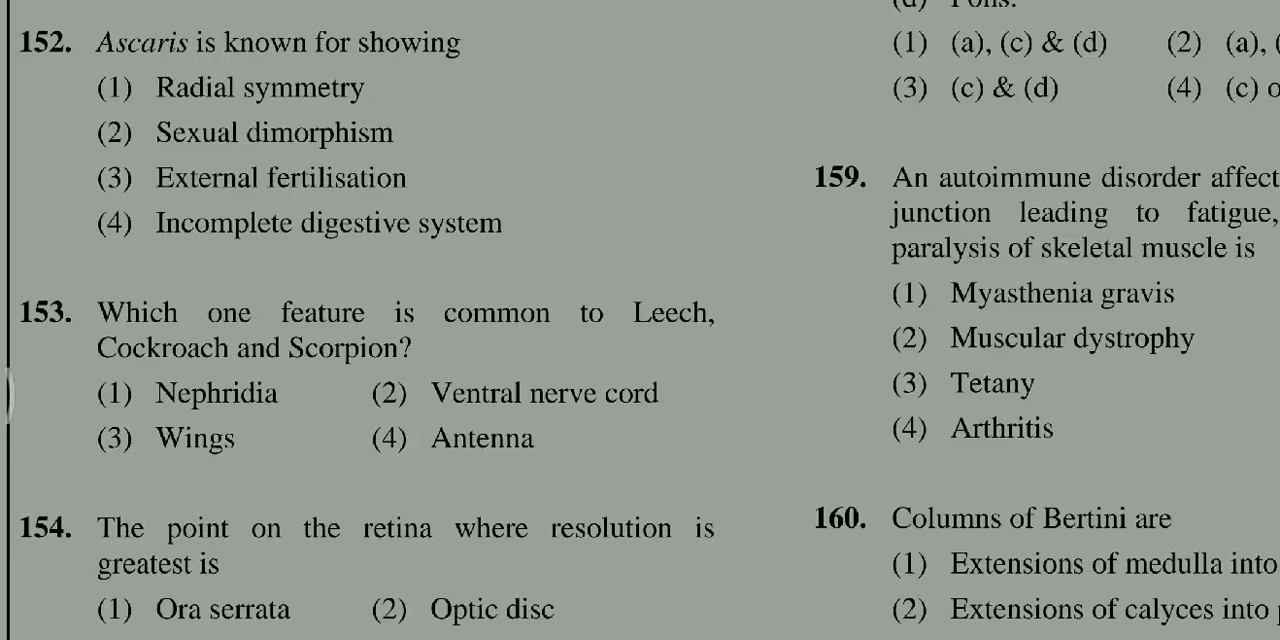 152. Ascaris is known for showing
(1) Radial symmetry
(2) Sexual dimorphism
(3) External fertilisation
(4) Incomplete digestive system
153. Which one feature is common to Leech,
Cockroach and Scorpion?
(1) Nephridia (2) Ventral nerve cord
(3) Wings (4) Antenna
154. The point on the retina where resolution is
greatest is
(1) Ora serrata (2) Optic disc
(d) Pons.
(1) (a), (c) & (d) (2) (a),
(3) (c) & (d) (4) (c)
159. An autoimmune disorder affect
junction leading to fatigue,
paralysis of skeletal muscle is
(1) Myasthenia gravis
(2) Muscular dystrophy
(3) Tetany
(4) Arthritis
160. Columns of Bertini are
(1) Extensions of medulla into
(2) Extensions of calyces into